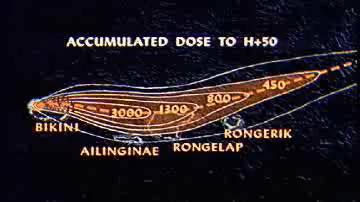 ACCUMULATED DOSE TO H+50
3000 1300 800 450
BIKINI
AILINGINAE
RONGELAP
RONGERIK